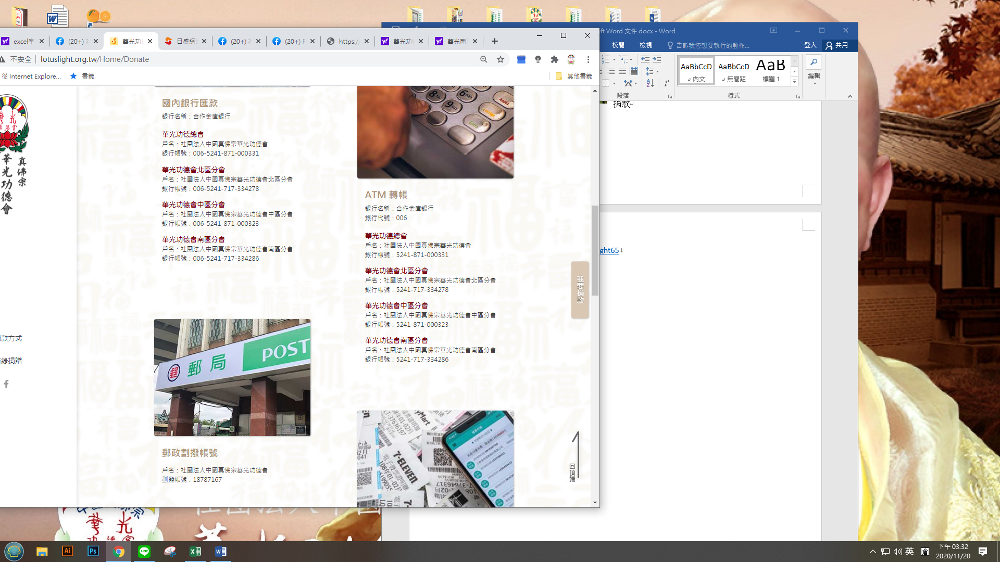 Word 文件.docx - Word
excel字
(20+)
華光功
日盛網
(20+)
(20+) F
https:/
華光功
華光南
校閱
檢視
告訴我您想要執行的動作...
登入
共用
不安全
lotuslight.org.tw/Home/Donate
從 Internet Explore...
書籤
其他書籤
AaBbCcD
AaBbCcD
AaB
內文
無間距
標題 1
編輯
段落
樣式
捐款
ght65
華光
功德會
真佛宗
華光功德會
款方式
緣捐贈
國內銀行匯款
銀行名稱：合作金庫銀行
華光功德總會
戶名：社團法人中國真佛宗華光功德會
銀行帳號：006-5241-871-000331
華光功德會北區分會
戶名：社團法人中國真佛宗華光功德會北區分會
銀行帳號：006-5241-717-334278
華光功德會中區分會
戶名：社團法人中國真佛宗華光功德會中區分會
銀行帳號：006-5241-871-000323
華光功德會南區分會
戶名：社團法人中國真佛宗華光功德會南區分會
銀行帳號：006-5241-717-334286
郵局
POST
郵政劃撥帳號
戶名：社團法人中國真佛宗華光功德會
劃撥帳號：18787167
ATM 轉帳
銀行名稱：合作金庫銀行
銀行代號：006
華光功德總會
戶名：社團法人中國真佛宗華光功德會
銀行帳號：5241-871-000331
華光功德會北區分會
戶名：社團法人中國真佛宗華光功德會北區分會
銀行帳號：5241-717-334278
華光功德會中區分會
戶名：社團法人中國真佛宗華光功德會中區分會
銀行帳號：5241-871-000323
華光功德會南區分會
戶名：社團法人中國真佛宗華光功德會南區分會
銀行帳號：5241-717-334286
7-ELEVEN
我要捐款
回頂端
英
下午 03:32
2020/11/20